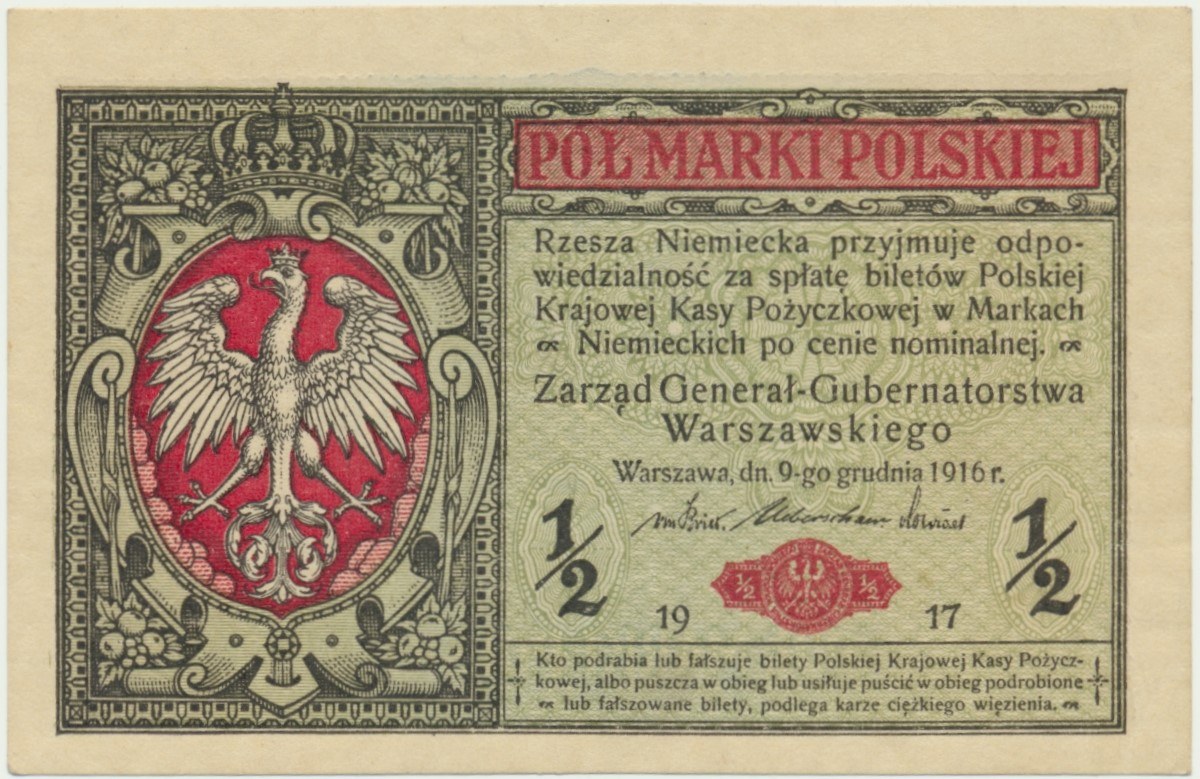 PÓŁ MARKI POLSKIEJ
Rzesza Niemiecka przyjmuje odpo-
wiedzialność za spłatę biletów Polskiej
Krajowej Kasy Pożyczkowej w Markach
Niemieckich po cenie nominalnej.
Zarząd Generał-Gubernatorstwa
Warszawskiego
Warszawa, dn. 9-go grudnia 1916 r.
1/2 1/2
1/2 1/2
19 17
Kto podrabia lub fałszuje bilety Polskiej Krajowej Kasy Pożycz-
kowej, albo puszcza w obieg lub usiłuje puścić w obieg podrobione
lub fałszowane bilety, podlega karze ciężkiego więzienia.